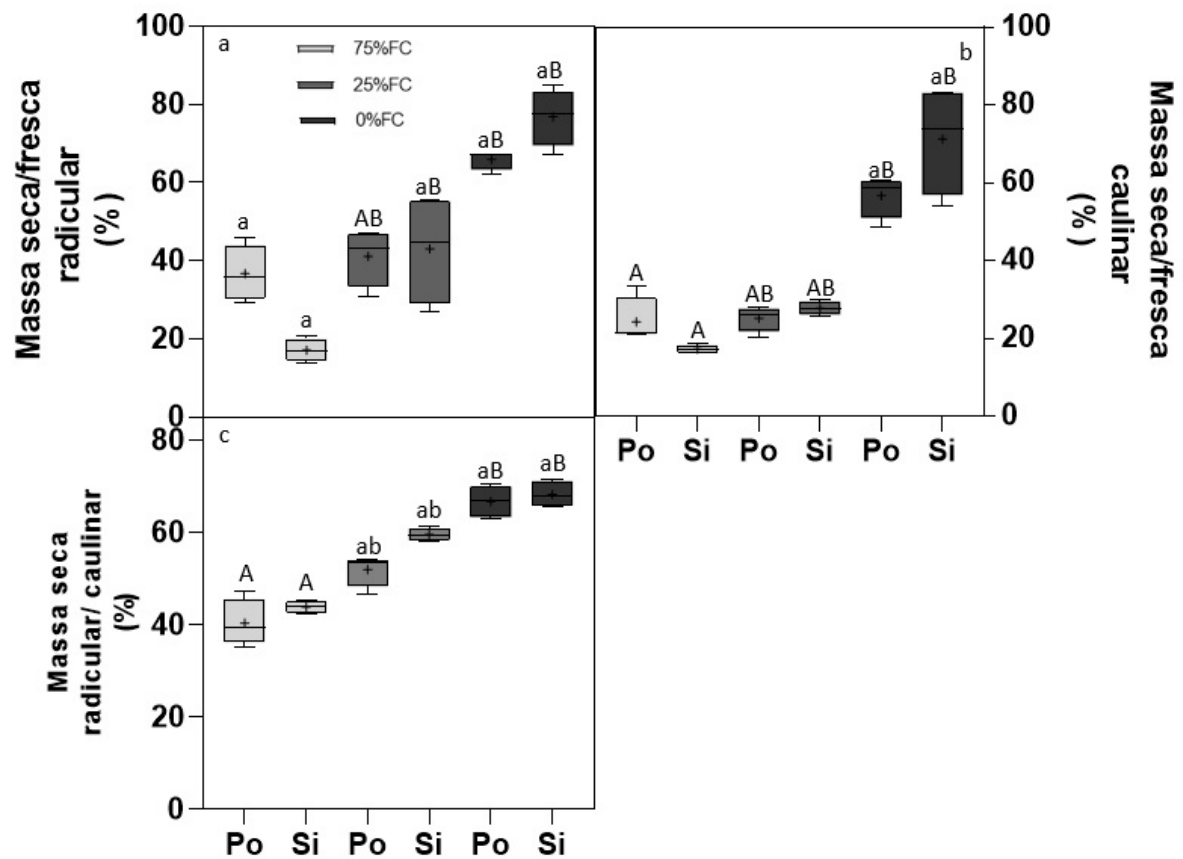 Massa seca/fresca
radicular
(%)
100
80
60
40
20
0
a
75%FC
25%FC
0%FC
a
a
AB
aB
aB
aB
b
A
A
AB
AB
aB
aB
100
80
60
40
20
0
Massa seca/fresca
caulinar
(%)
Po Si Po Si Po Si
Massa seca
radicular/ caulinar
(%)
80
60
40
20
0
c
A
A
ab
ab
aB
aB
Po Si Po Si Po Si